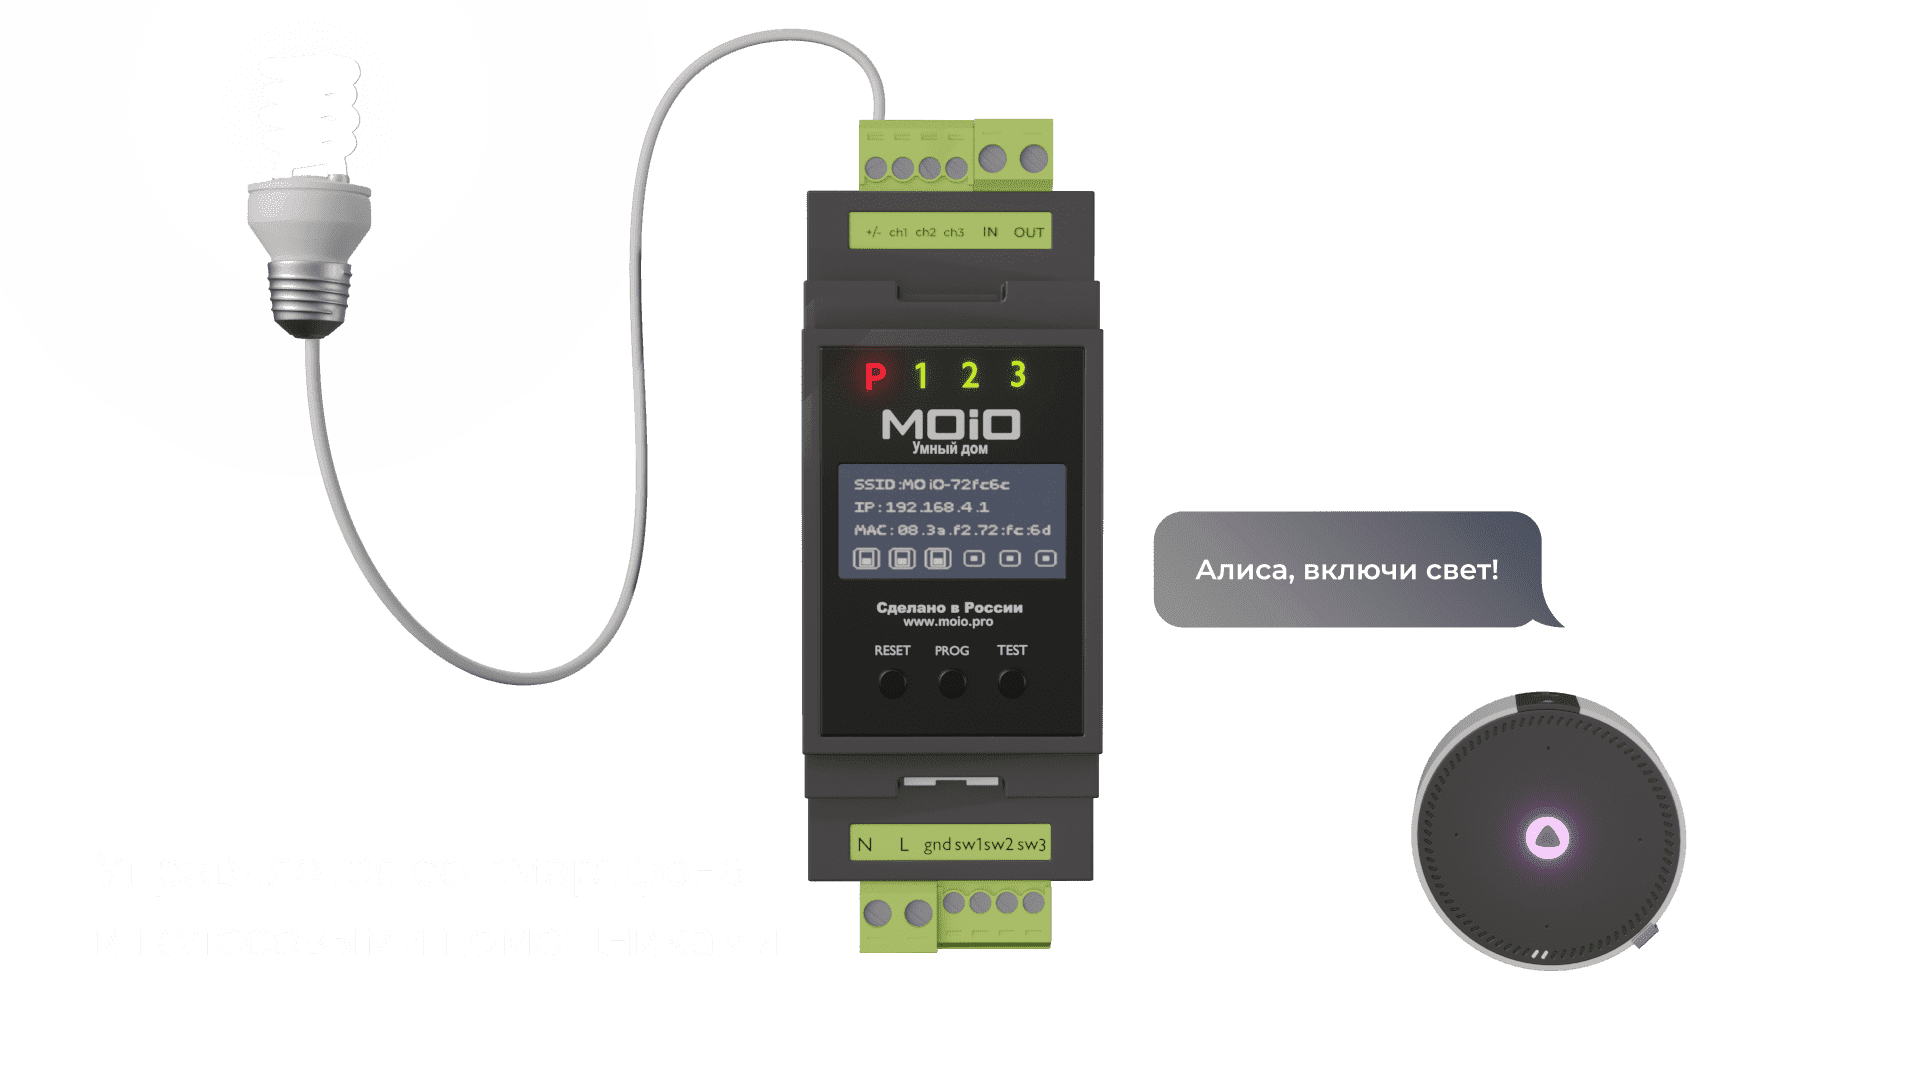 +/- ch1 ch2 ch3 IN OUT
P 1 2 3
MOiO
Умный дом
SSID:MOiO-72fc6c
IP:192.168.4.1
MAC:08.3a.f2.72:fc:6d
Сделано в России
www.moio.pro
RESET PROG TEST
N L gnd sw1 sw2 sw3
Алиса, включи свет!